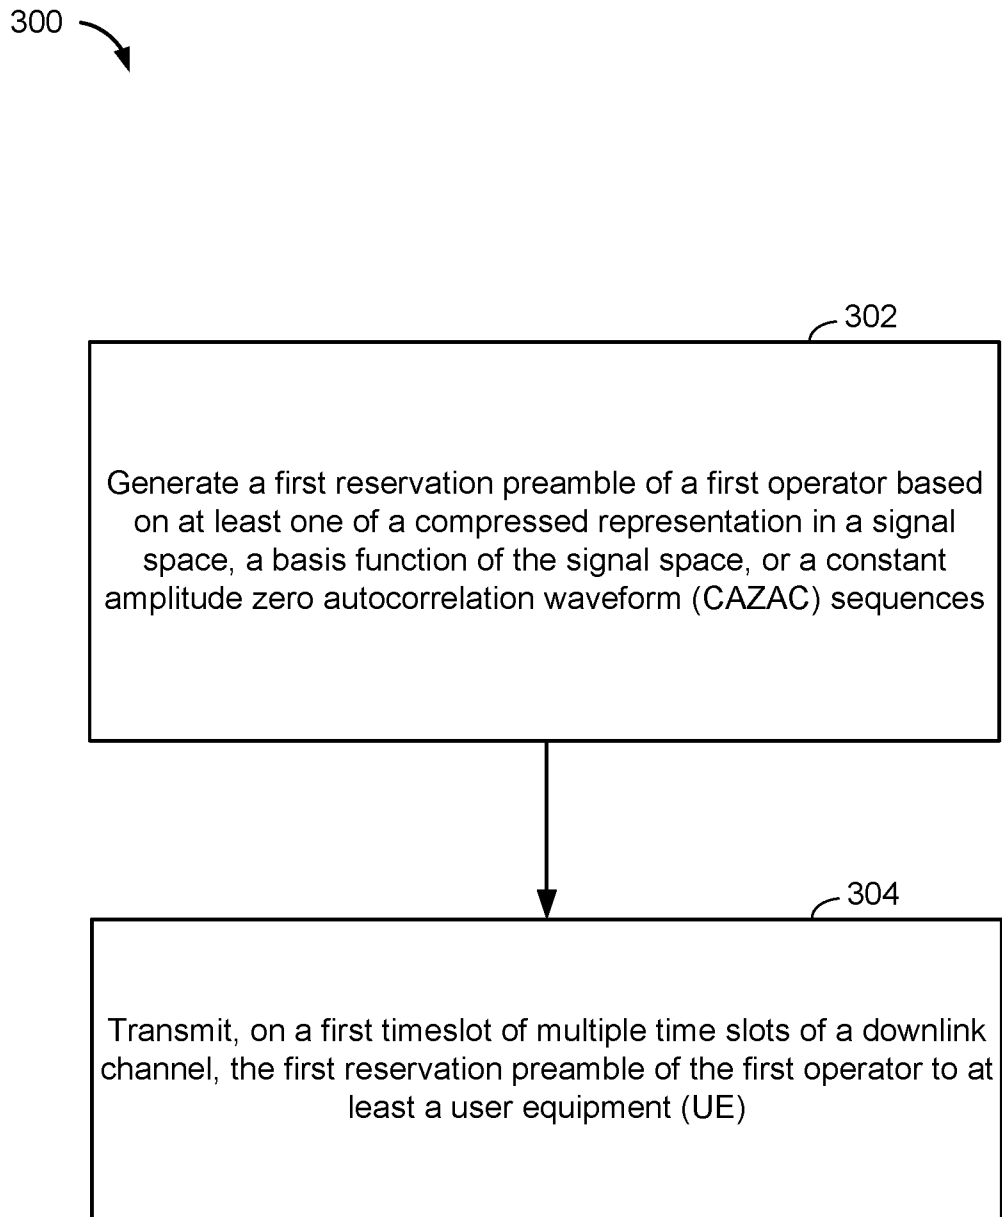 300
302
Generate a first reservation preamble of a first operator based
on at least one of a compressed representation in a signal
space, a basis function of the signal space, or a constant
amplitude zero autocorrelation waveform (CAZAC) sequences
304
Transmit, on a first timeslot of multiple time slots of a downlink
channel, the first reservation preamble of the first operator to at
least a user equipment (UE)